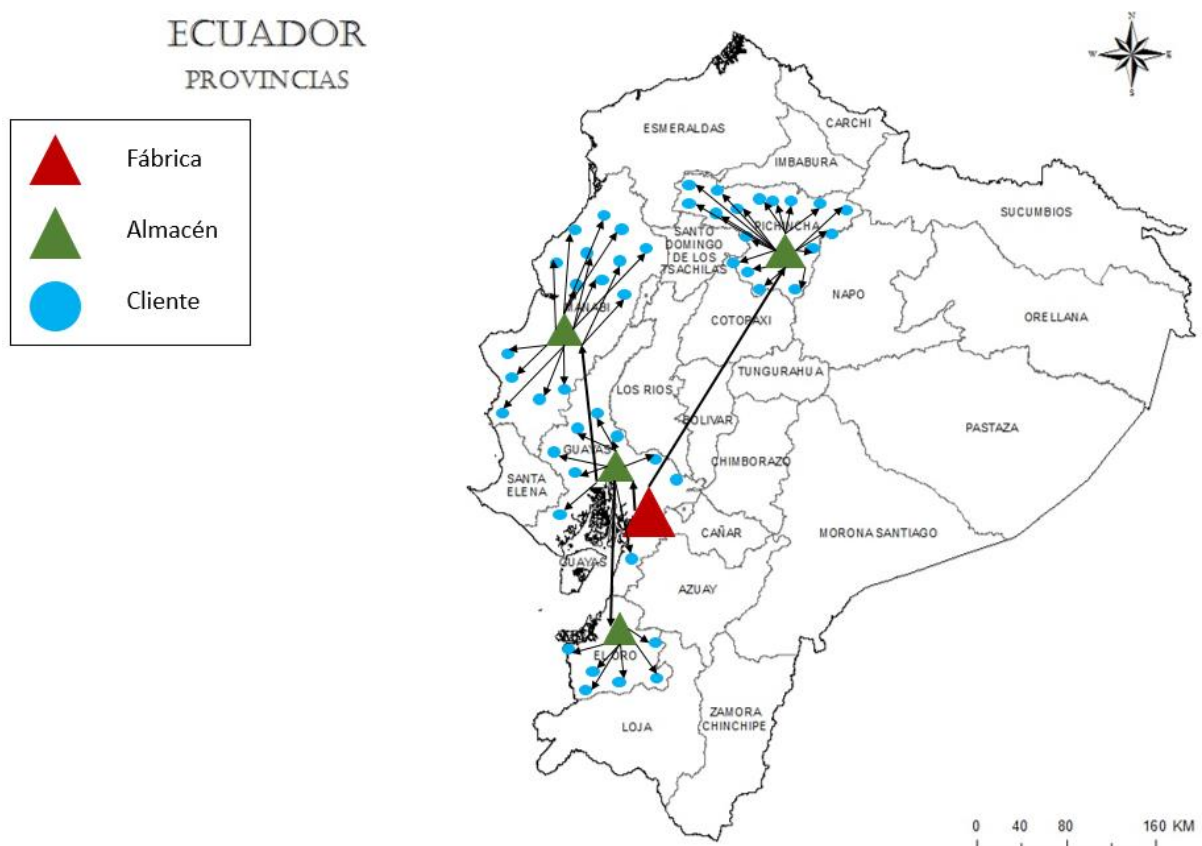 ECUADOR
PROVINCIAS
N
W
E
S
Fábrica
Almacén
Cliente
ESMERALDAS
CARCHI
IMBABURA
SUCUMBIOS
PICHINCHA
SANTO
DOMINGO
DE LOS
TSACHILAS
NAPO
ORELLANA
MANABI
COTOPAXI
TUNGURAHUA
LOS RIOS
BOLIVAR
PASTAZA
CHIMBORAZO
GUAYAS
SANTA
ELENA
CAÑAR
MORONA SANTIAGO
GUAYAS
AZUAY
EL ORO
LOJA
ZAMORA
CHINCHIPE
0 40 80 160 KM